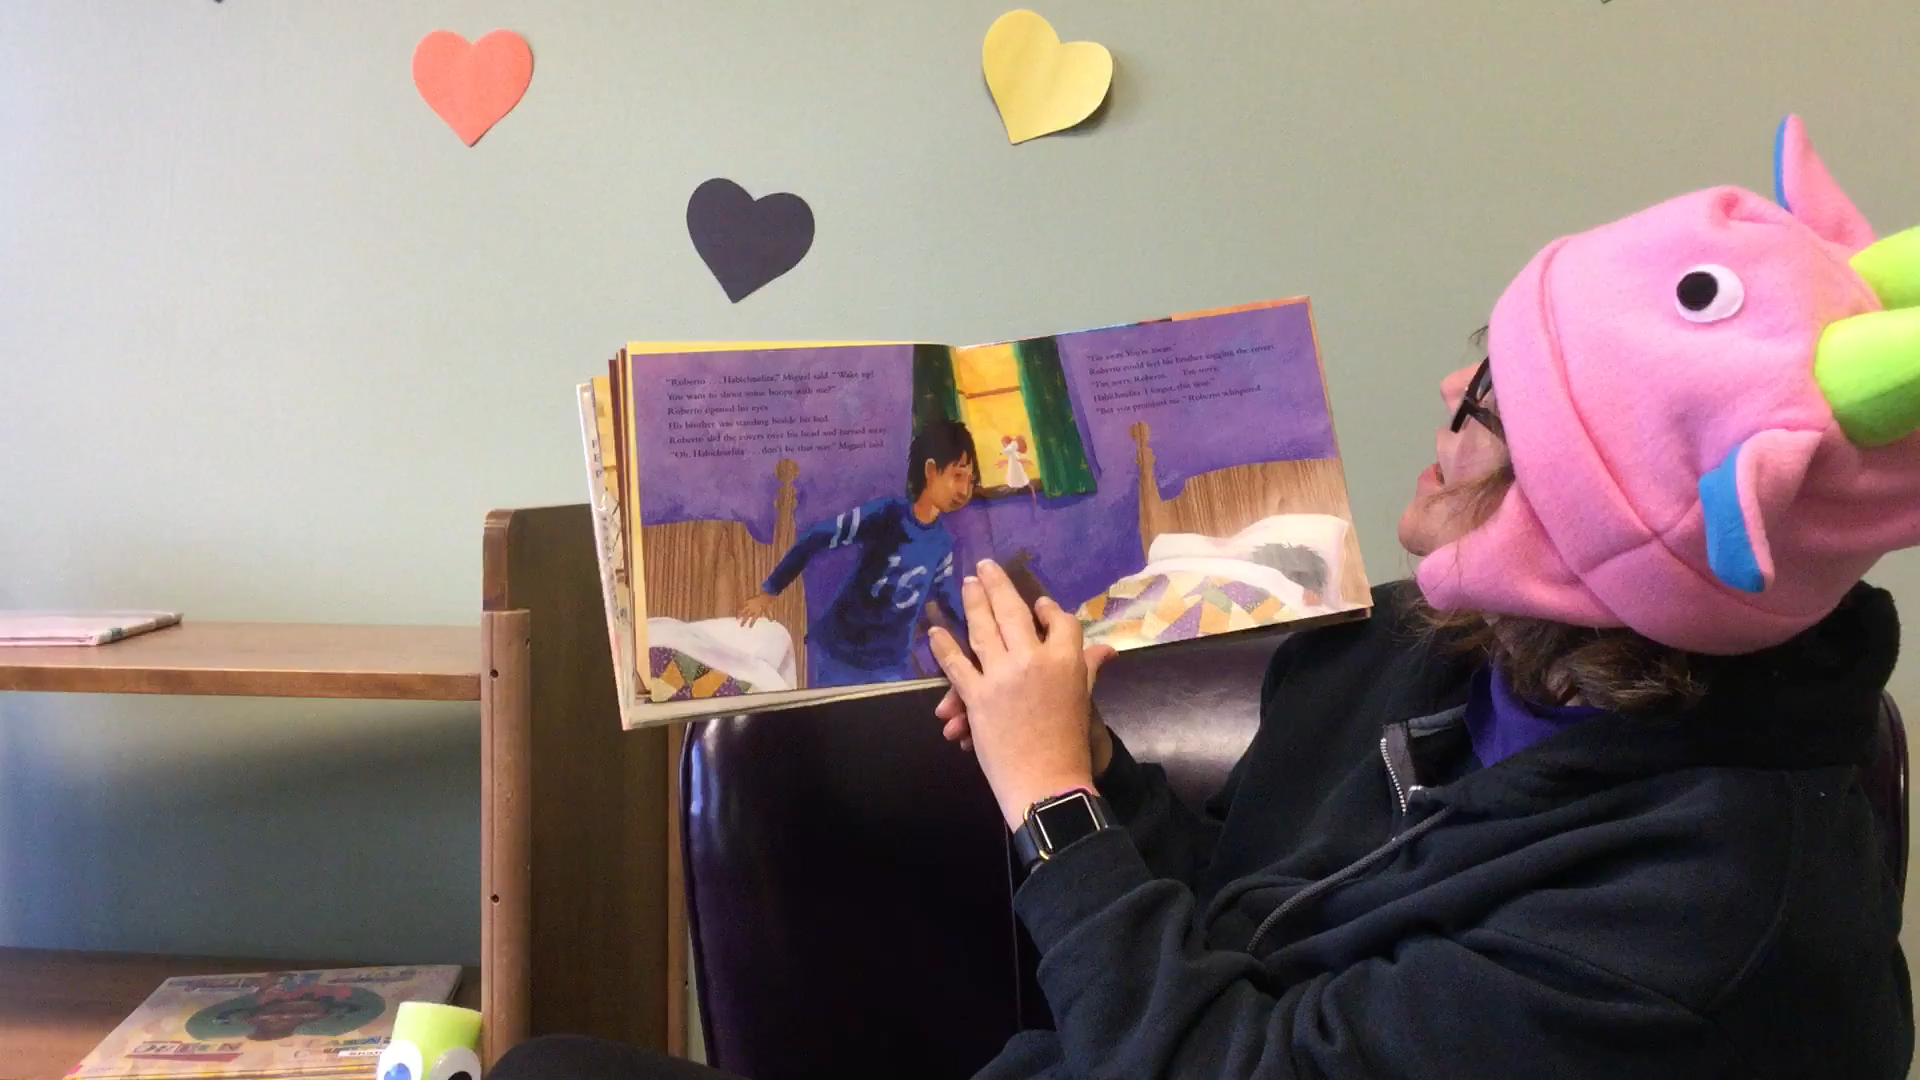 "Roberto . . . Habichuelita," Miguel said. "Wake up!
You want to shoot some hoops with me?"
Roberto opened his eyes.
His brother was standing beside his bed.
Roberto slid the covers over his head and turned away.
"Oh, Habichuelita . . . don't be that way," Miguel said.
"Go away. You're mean."
Roberto could feel his brother tugging the covers.
"I'm sorry, Roberto. I'm sorry,
Habichuelita. I forgot, this time."
"But you promised me," Roberto whispered.